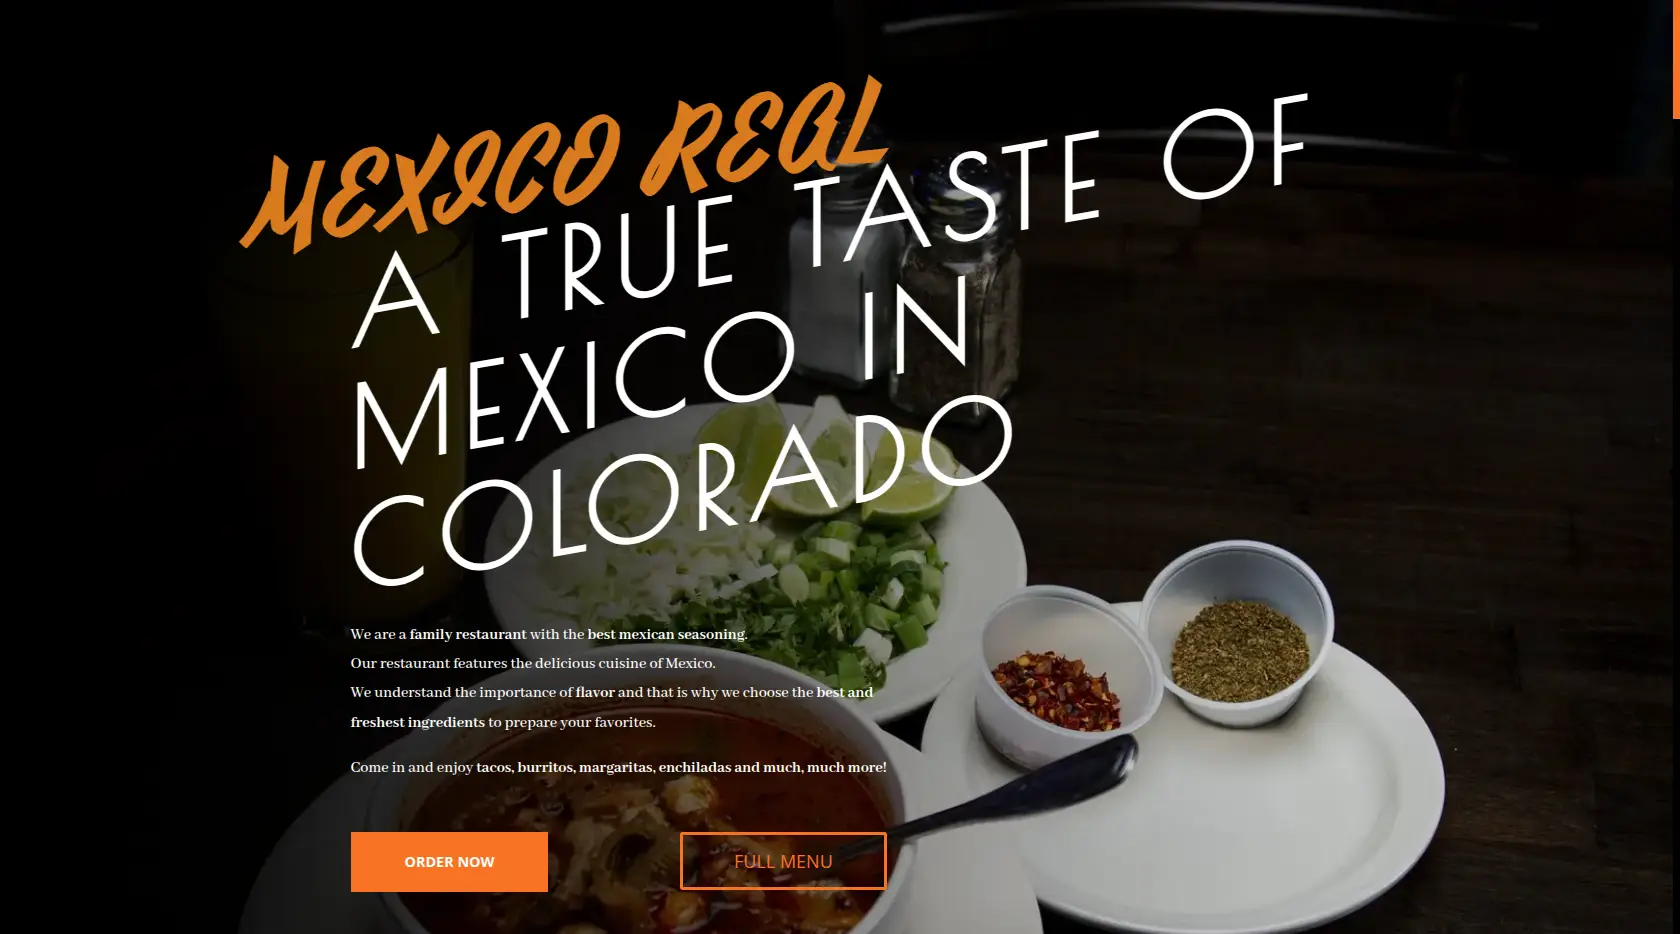 MEXICO REAL
A TRUE TASTE OF
MEXICO IN
COLORADO
We are a family restaurant with the best mexican seasoning.
Our restaurant features the delicious cuisine of Mexico.
We understand the importance of flavor and that is why we choose the best and
freshest ingredients to prepare your favorites.
Come in and enjoy tacos, burritos, margaritas, enchiladas and much, much more!
ORDER NOW
FULL MENU